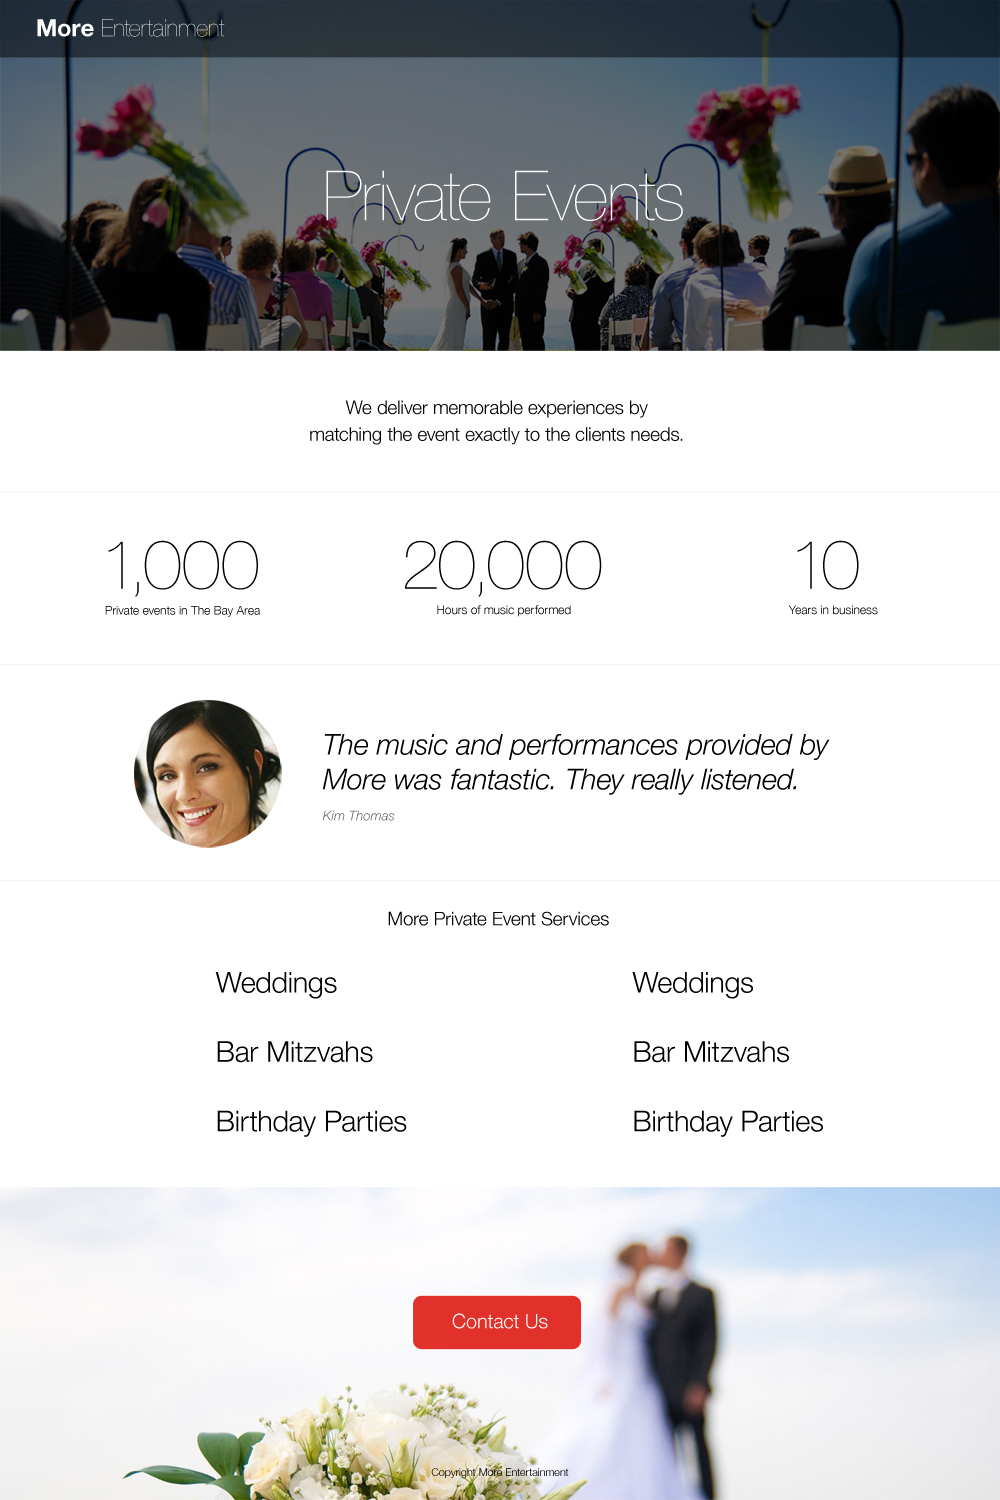 More Entertainment
Private Events
We deliver memorable experiences by
matching the event exactly to the clients needs.
1,000
Private events in The Bay Area
20,000
Hours of music performed
10
Years in business
The music and performances provided by
More was fantastic. They really listened.
Kim Thomas
More Private Event Services
Weddings
Bar Mitzvahs
Birthday Parties
Weddings
Bar Mitzvahs
Birthday Parties
Contact Us
Copyright More Entertainment